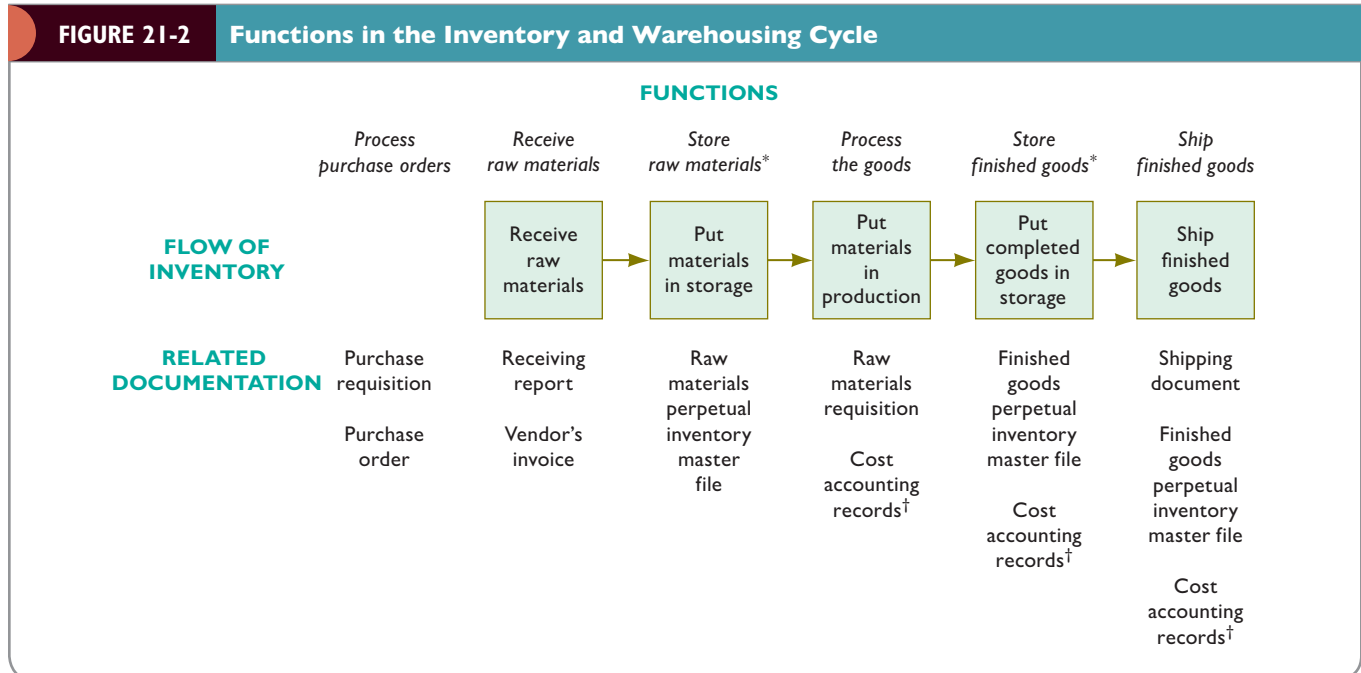 FIGURE 21-2 Functions in the Inventory and Warehousing Cycle
FUNCTIONS
Process
purchase orders
Receive
raw materials
Store
raw materials*
Process
the goods
Store
finished goods*
Ship
finished goods
FLOW OF
INVENTORY
Receive
raw
materials
Put
materials
in storage
Put
materials
in
production
Put
completed
goods in
storage
Ship
finished
goods
RELATED
DOCUMENTATION
Purchase
requisition
Purchase
order
Receiving
report
Vendor's
invoice
Raw
materials
perpetual
inventory
master
file
Raw
materials
requisition
Cost
accounting
records†
Finished
goods
perpetual
inventory
master file
Cost
accounting
records†
Shipping
document
Finished
goods
perpetual
inventory
master file
Cost
accounting
records†